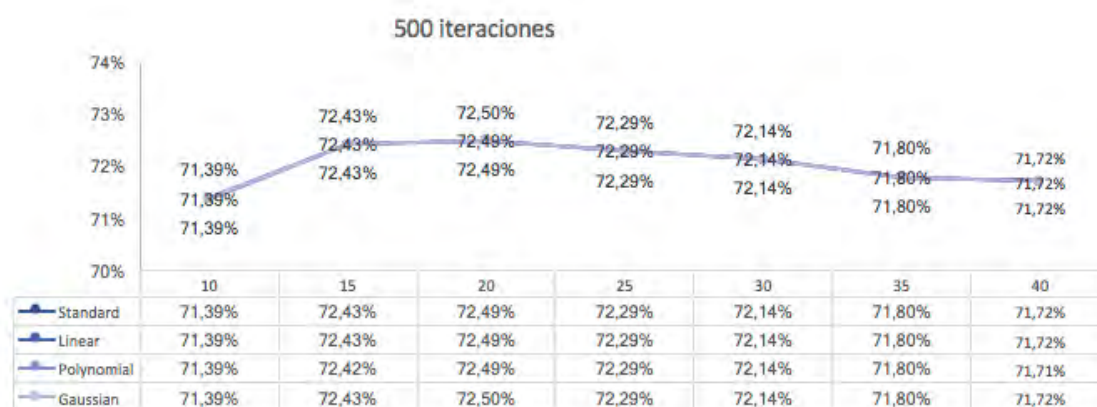 500 iteraciones
74%
73%
72%
71%
70%
71,39% 72,43% 72,50% 72,29% 72,14% 71,80% 71,72%
71,39% 72,43% 72,49% 72,29% 72,14% 71,80% 71,72%
71,39% 72,43% 72,49% 72,29% 72,14% 71,80% 71,72%
10 15 20 25 30 35 40
Standard 71,39% 72,43% 72,49% 72,29% 72,14% 71,80% 71,72%
Linear 71,39% 72,43% 72,49% 72,29% 72,14% 71,80% 71,72%
Polynomial 71,39% 72,42% 72,49% 72,29% 72,14% 71,80% 71,71%
Gaussian 71,39% 72,43% 72,50% 72,29% 72,14% 71,80% 71,72%